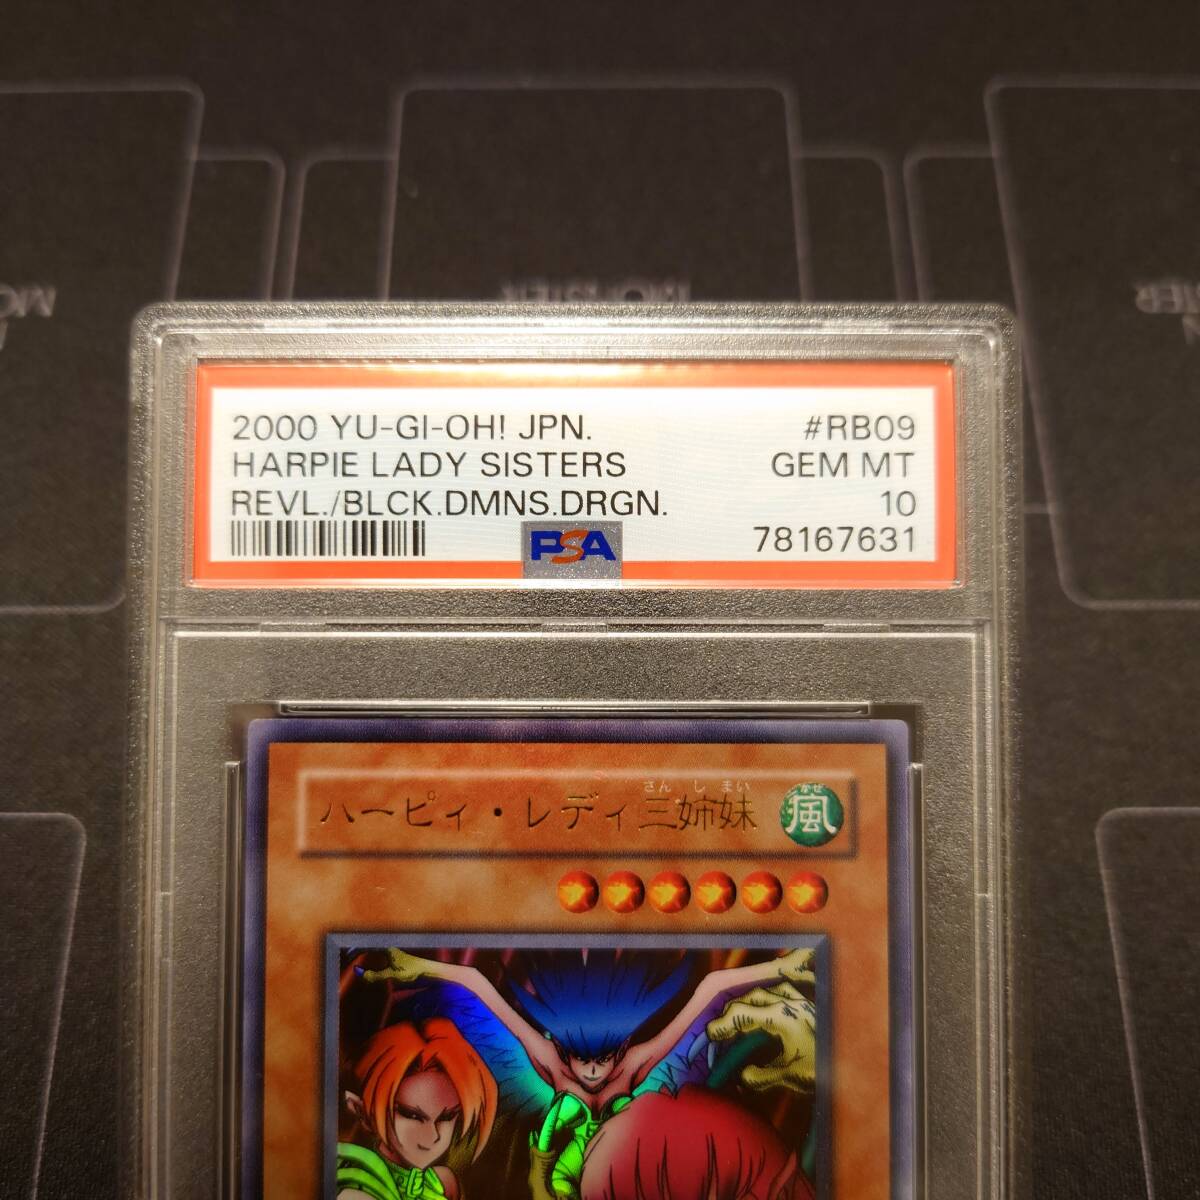 MONSTER
2000 YU-GI-OH! JPN. #RB09
HARPIE LADY SISTERS GEM MT
REVL./BLCK.DMNS.DRGN. 10
PSA 78167631
さん し まい かぜ
ハーピィ・レディ三姉妹 風